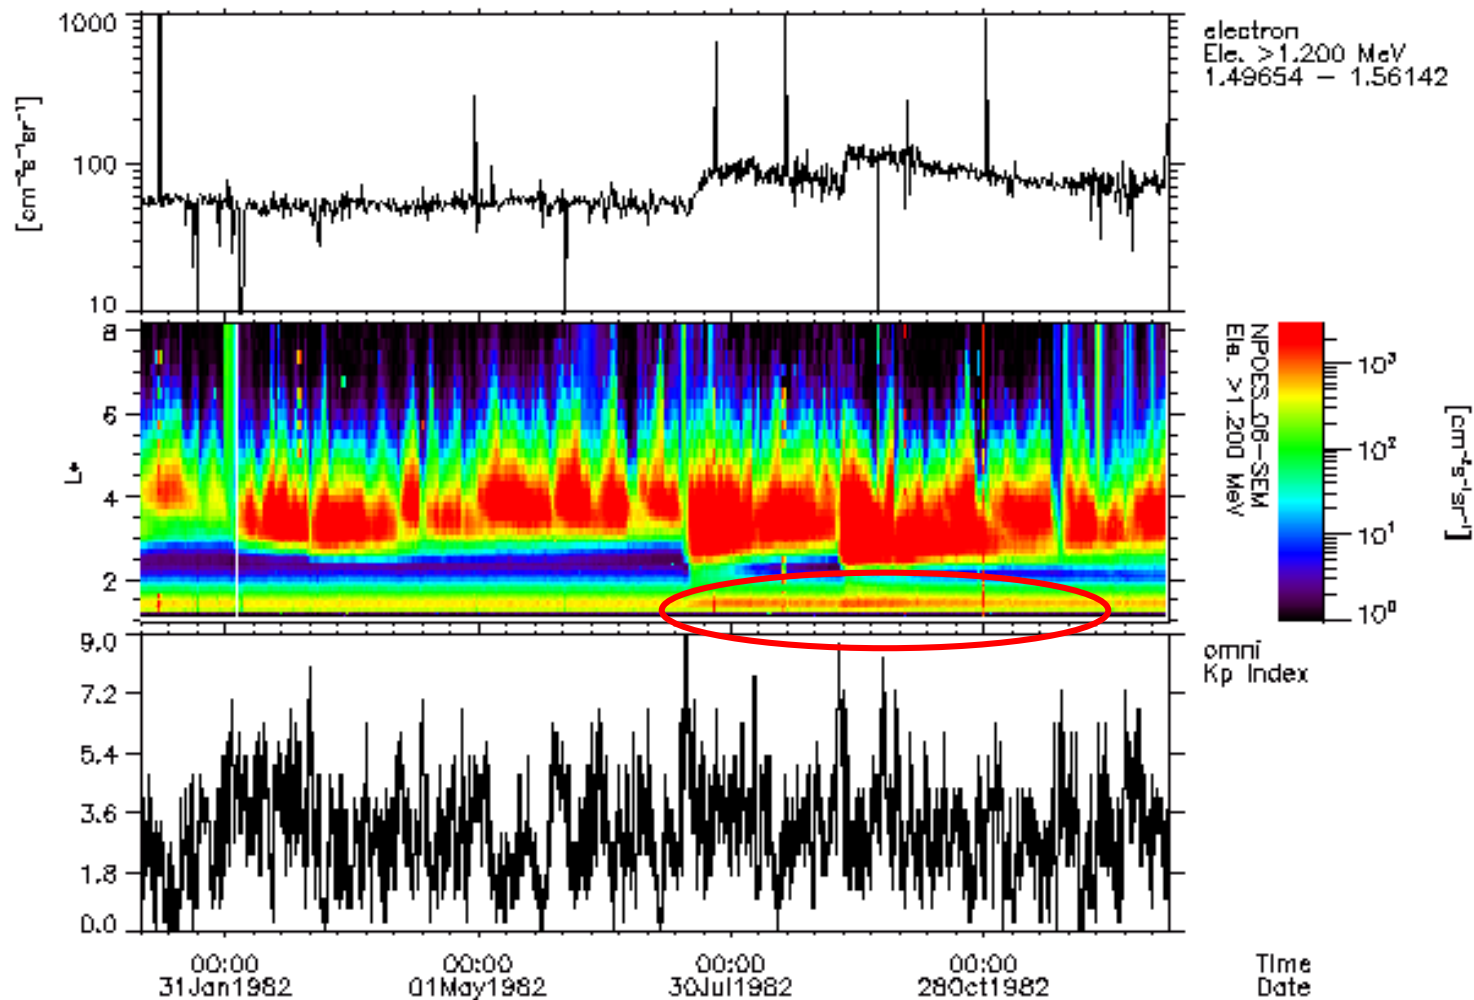 1000
100
10
[cm⁻²s⁻¹sr⁻¹]
electron
Ele. >1.200 MeV
1.49654 – 1.56142
8
6
4
2
L*
NPOES_06-SEM
Ele. >1.200 MeV
10³
10²
10¹
10⁰
[cm⁻²s⁻¹sr⁻¹]
9.0
7.2
5.4
3.6
1.8
0.0
omni
Kp Index
00:00 00:00 00:00 00:00 Time
31Jan1982 01May1982 30Jul1982 28Oct1982 Date